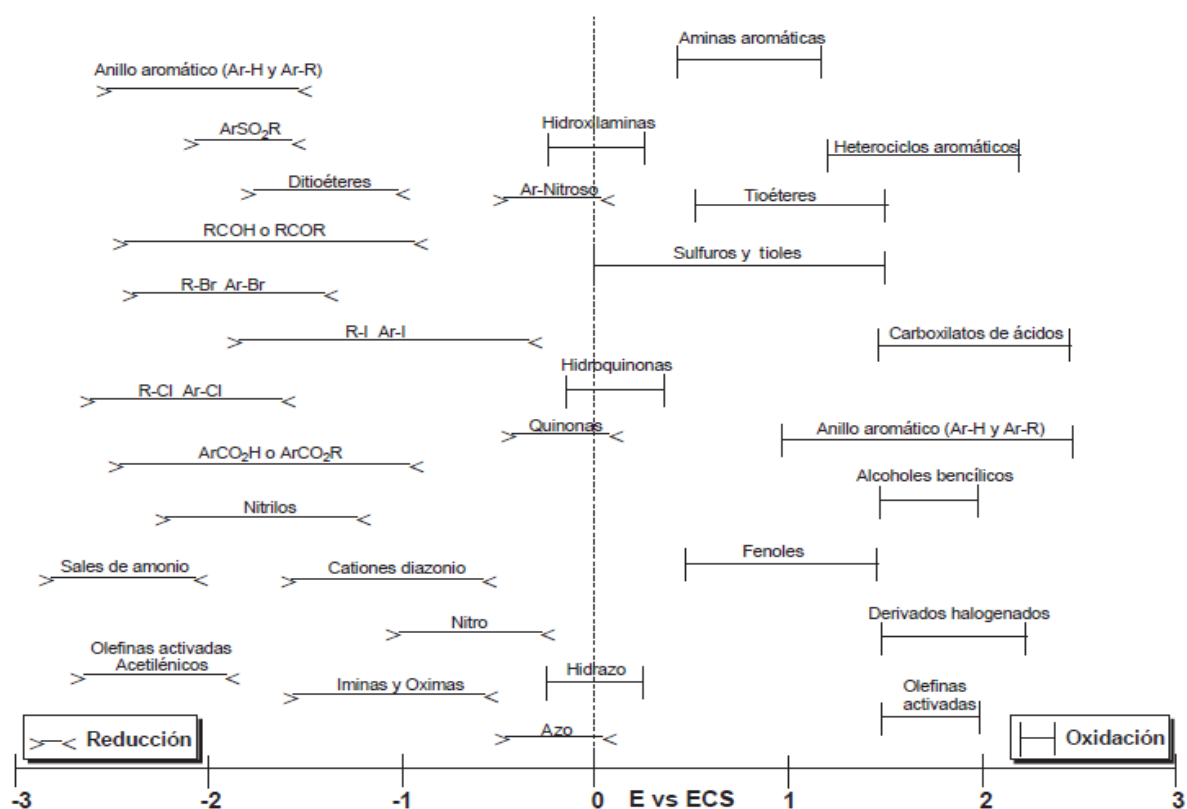 Aminas aromáticas
Anillo aromático (Ar-H y Ar-R)
ArSO2R
Hidroxilaminas
Heterociclos aromáticos
Ditioéteres
Ar-Nitroso
Tioéteres
RCOH o RCOR
Sulfuros y tioles
R-Br Ar-Br
R-I Ar-I
Carboxilatos de ácidos
Hidroquinonas
R-Cl Ar-Cl
Quinonas
Anillo aromático (Ar-H y Ar-R)
ArCO2H o ArCO2R
Alcoholes bencílicos
Nitrilos
Fenoles
Sales de amonio
Cationes diazonio
Derivados halogenados
Nitro
Olefinas activadas
Acetilénicos
Hidrazo
Iminas y Oximas
Olefinas
activadas
Azo
Reducción
Oxidación
-3 -2 -1 0 E vs ECS 1 2 3